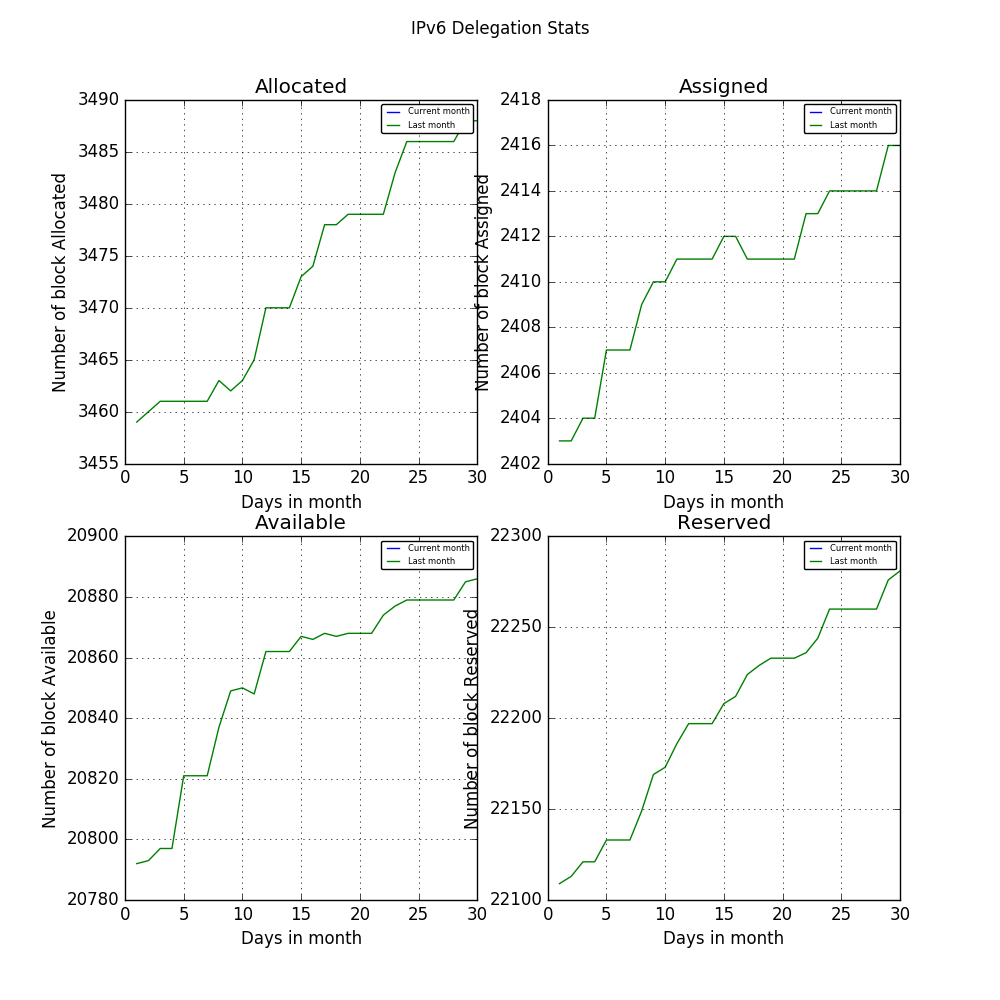 IPv6 Delegation Stats
Allocated
Number of block Allocated
3490
3485
3480
3475
3470
3465
3460
3455
Current month
Last month
0 5 10 15 20 25 30
Days in month
Assigned
Number of block Assigned
2418
2416
2414
2412
2410
2408
2406
2404
2402
Current month
Last month
0 5 10 15 20 25 30
Days in month
Available
Number of block Available
20900
20880
20860
20840
20820
20800
20780
Current month
Last month
0 5 10 15 20 25 30
Days in month
Reserved
Number of block Reserved
22300
22250
22200
22150
22100
Current month
Last month
0 5 10 15 20 25 30
Days in month